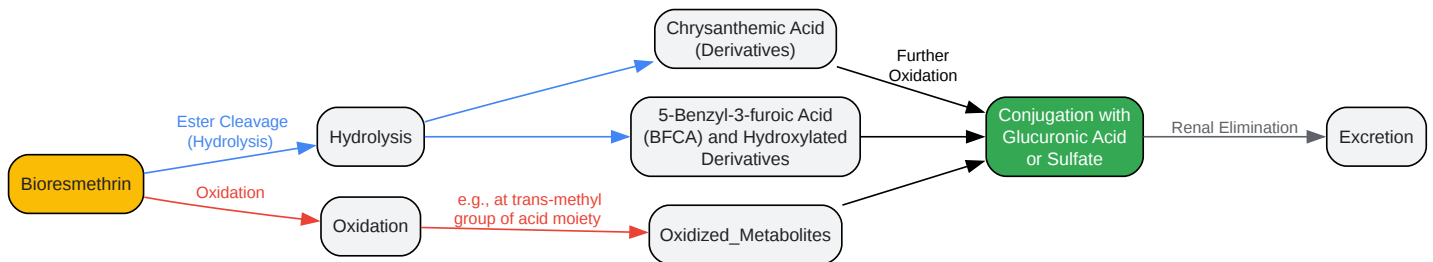 Bioresmethrin
Ester Cleavage
(Hydrolysis)
Oxidation
Hydrolysis
Oxidation
e.g., at trans-methyl
group of acid moiety
Chrysanthemic Acid
(Derivatives)
5-Benzyl-3-furoic Acid
(BFCA) and Hydroxylated
Derivatives
Oxidized_Metabolites
Further
Oxidation
Conjugation with
Glucuronic Acid
or Sulfate
Renal Elimination
Excretion